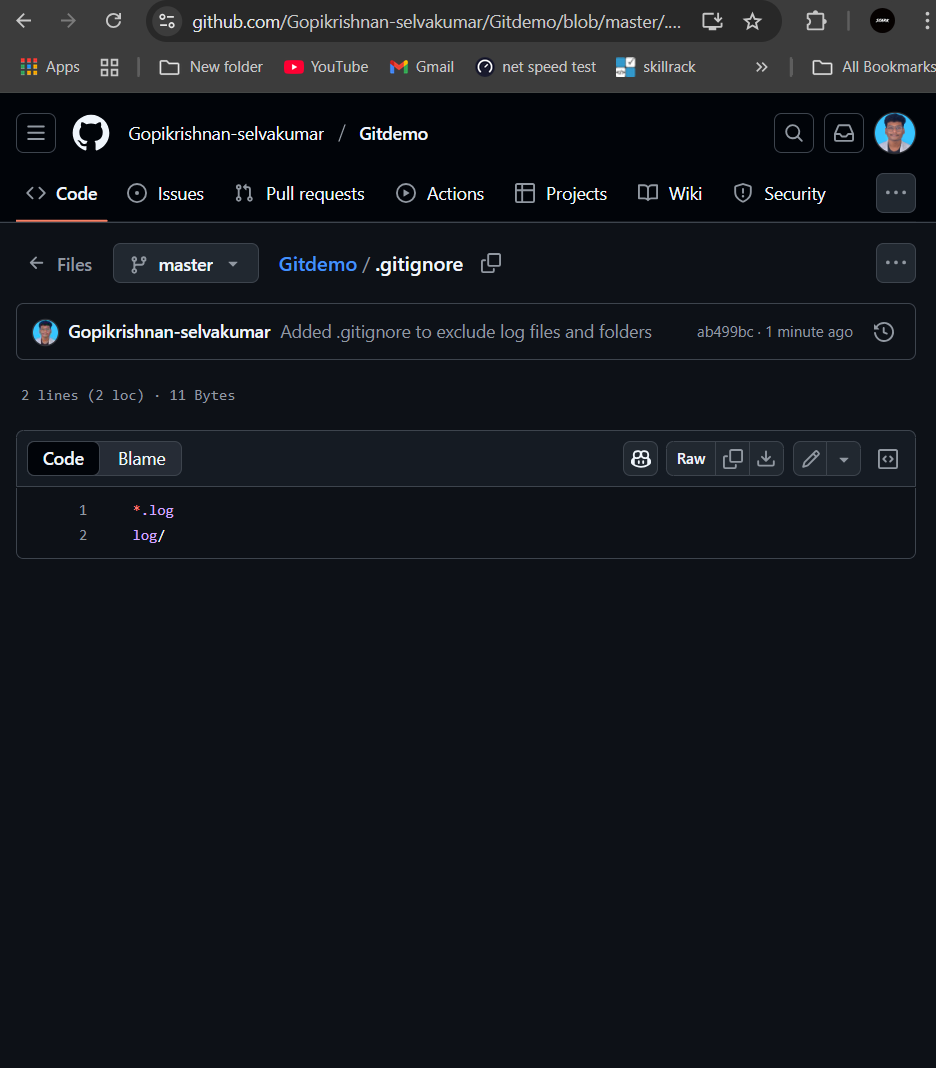 github.com/Gopikrishnan-selvakumar/Gitdemo/blob/master/....
Apps New folder YouTube Gmail net speed test skillrack » All Bookmarks
Gopikrishnan-selvakumar / Gitdemo
Code Issues Pull requests Actions Projects Wiki Security
Files master Gitdemo / .gitignore
Gopikrishnan-selvakumar Added .gitignore to exclude log files and folders ab499bc · 1 minute ago
2 lines (2 loc) · 11 Bytes
Code Blame Raw
1 *.log
2 log/